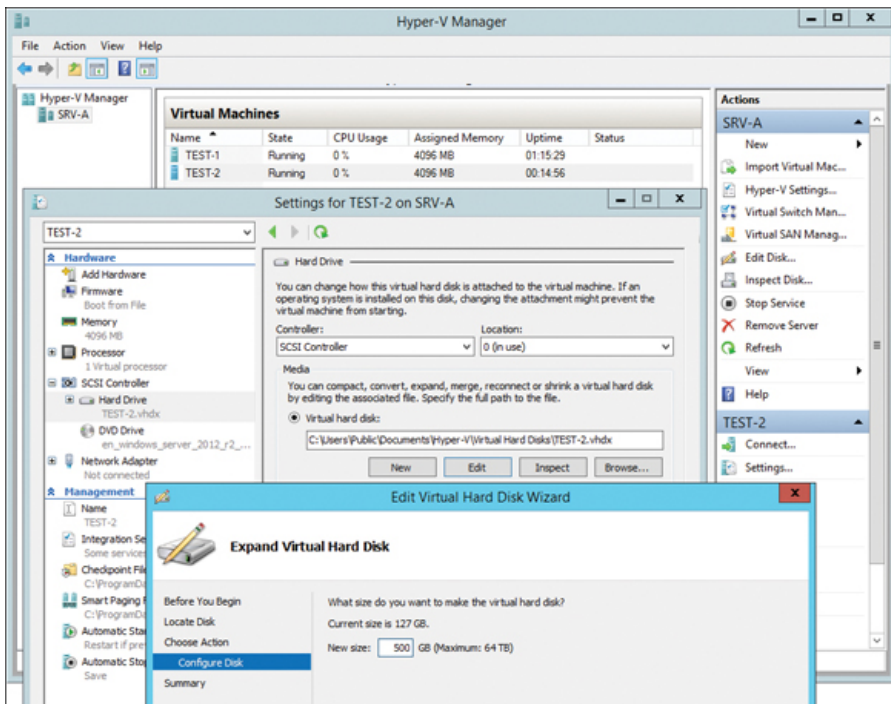 Hyper-V Manager
File Action View Help
Hyper-V Manager
SRV-A
Virtual Machines
Name State CPU Usage Assigned Memory Uptime Status
TEST-1 Running 0 % 4096 MB 01:15:29
TEST-2 Running 0 % 4096 MB 00:14:56
Actions
SRV-A
New
Import Virtual Mac...
Hyper-V Settings...
Virtual Switch Man...
Virtual SAN Manag...
Edit Disk...
Inspect Disk...
Stop Service
Remove Server
Refresh
View
Help
TEST-2
Connect...
Settings...
Settings for TEST-2 on SRV-A
TEST-2
Hardware
Add Hardware
Firmware
Boot from File
Memory
4096 MB
Processor
1 Virtual processor
SCSI Controller
Hard Drive
TEST-2.vhdx
DVD Drive
en_windows_server_2012_r2_...
Network Adapter
Not connected
Management
Name
TEST-2
Integration Se
Some services
Checkpoint File
C:\ProgramDa
Smart Paging F
C:\ProgramDa
Automatic Star
Restart if prev
Automatic Stop
Save
Hard Drive
You can change how this virtual hard disk is attached to the virtual machine. If an
operating system is installed on this disk, changing the attachment might prevent the
virtual machine from starting.
Controller: Location:
SCSI Controller 0 (in use)
Media
You can compact, convert, expand, merge, reconnect or shrink a virtual hard disk
by editing the associated file. Specify the full path to the file.
Virtual hard disk:
C:\Users\Public\Documents\Hyper-V\Virtual Hard Disks\TEST-2.vhdx
New Edit Inspect Browse...
Edit Virtual Hard Disk Wizard
Expand Virtual Hard Disk
Before You Begin
Locate Disk
Choose Action
Configure Disk
Summary
What size do you want to make the virtual hard disk?
Current size is 127 GB.
New size: 500 GB (Maximum: 64 TB)